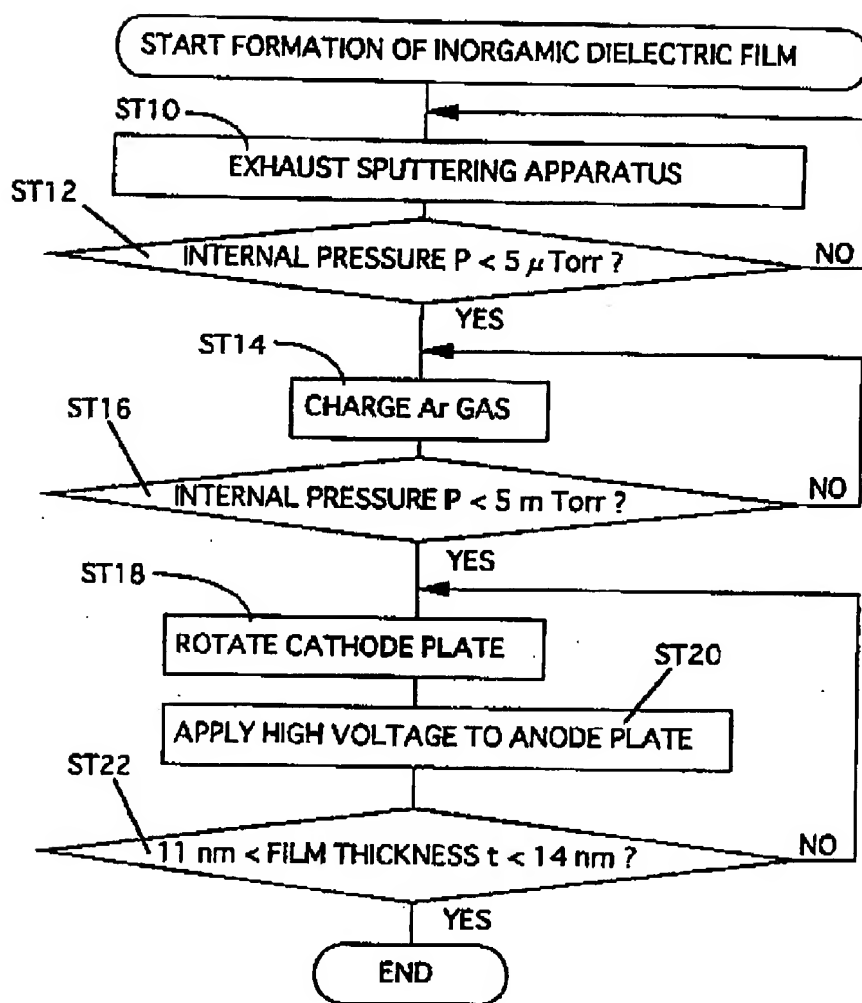 START FORMATION OF INORGAMIC DIELECTRIC FILM
ST10
EXHAUST SPUTTERING APPARATUS
ST12
INTERNAL PRESSURE P < 5 μ Torr ?
NO
YES
ST14
CHARGE Ar GAS
ST16
INTERNAL PRESSURE P < 5 m Torr ?
NO
YES
ST18
ROTATE CATHODE PLATE
ST20
APPLY HIGH VOLTAGE TO ANODE PLATE
ST22
11 nm < FILM THICKNESS t < 14 nm ?
NO
YES
END